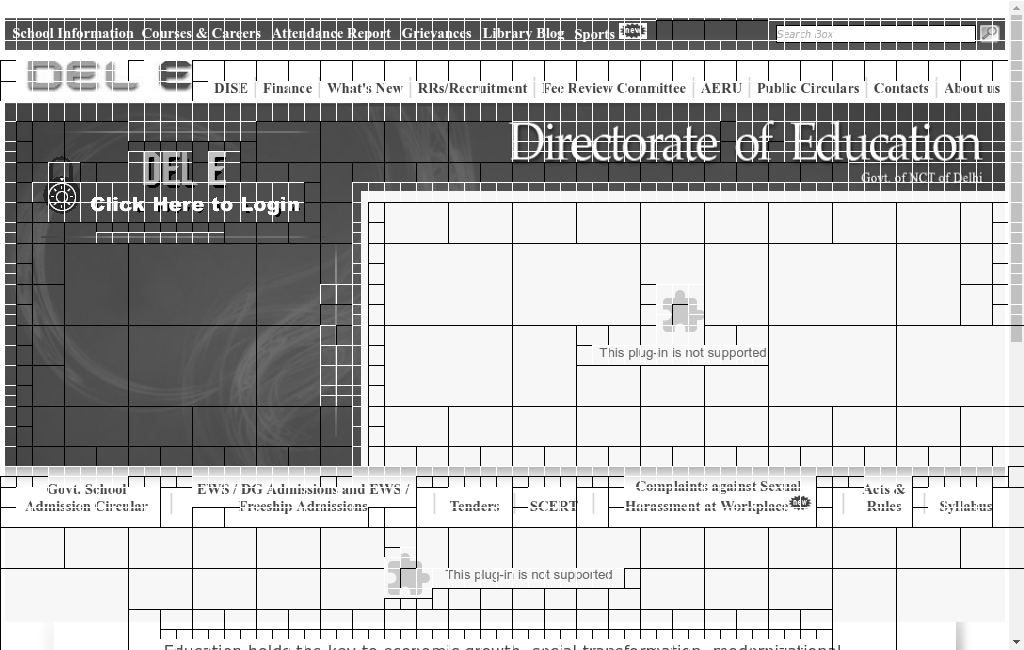 School Information Courses & Careers Attendance Report Grievances Library Blog Sports new Search Box
DEL E
DISE Finance What's New RRs/Recruitment Fee Review Committee AERU Public Circulars Contacts About us
Directorate of Education
Govt. of NCT of Delhi
DEL E
Click Here to Login
This plug-in is not supported
Govt. School
Admission Circular
EWS / DG Admissions and EWS /
Freeship Admissions
Tenders
SCERT
Complaints against Sexual
Harassment at Workplace new
Acts &
Rules
Syllabus
This plug-in is not supported
Education holds the key to economic growth, social transformation, modernizational